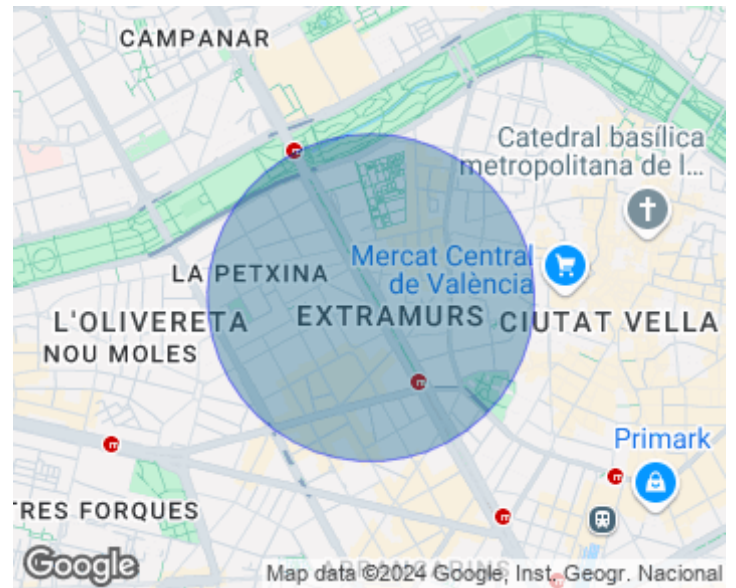 CAMPANAR
Catedral basílica
metropolitana de l...
Mercat Central
de València
LA PETXINA
L'OLIVERETA
EXTRAMURS
CIUTAT VELLA
NOU MOLES
Primark
TRES FORQUES
Google
Map data ©2024 Google, Inst. Geogr. Nacional